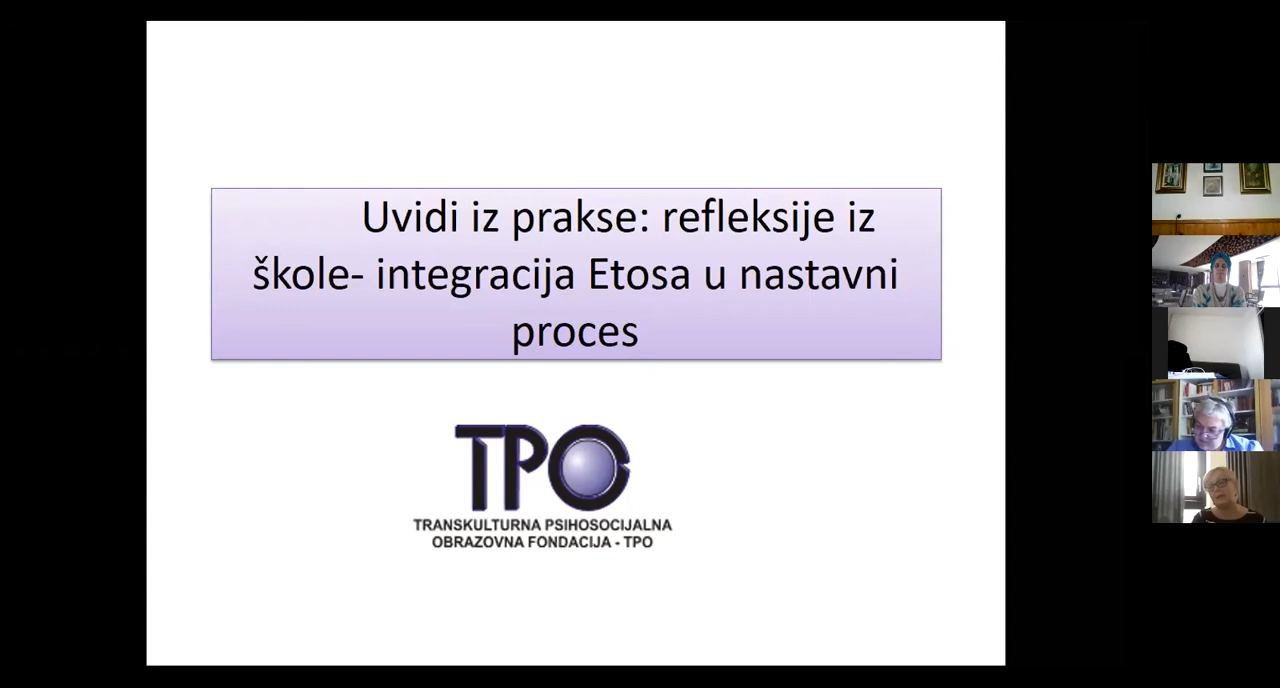 Uvidi iz prakse: refleksije iz
škole- integracija Etosa u nastavni
proces
TPO
TRANSKULTURNA PSIHOSOCIJALNA
OBRAZOVNA FONDACIJA - TPO